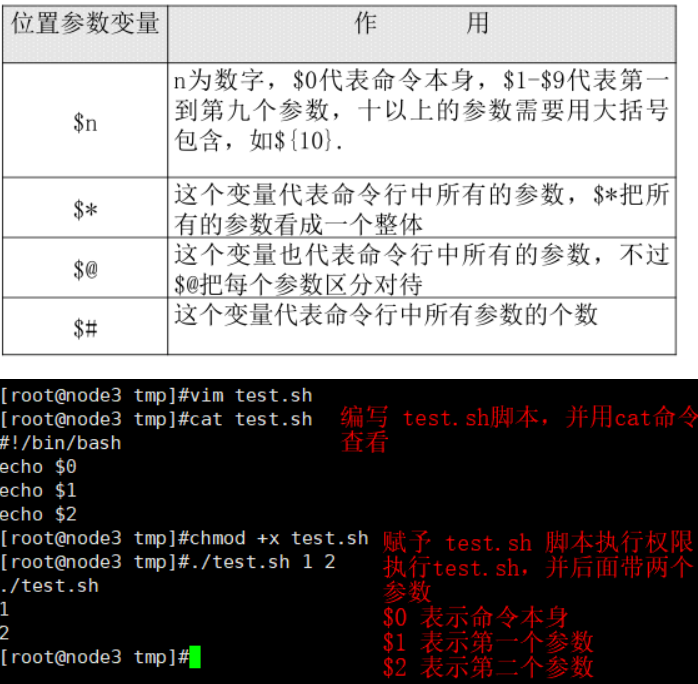 位置参数变量 作 用
$n
n为数字，$0代表命令本身，$1-$9代表第一
到第九个参数，十以上的参数需要用大括号
包含，如${10}.
$*
这个变量代表命令行中所有的参数，$*把所
有的参数看成一个整体
$@
这个变量也代表命令行中所有的参数，不过
$@把每个参数区分对待
$#
这个变量代表命令行中所有参数的个数
[root@node3 tmp]#vim test.sh
[root@node3 tmp]#cat test.sh 编写 test.sh脚本，并用cat命令
#!/bin/bash 查看
echo $0
echo $1
echo $2
[root@node3 tmp]#chmod +x test.sh 赋予 test.sh 脚本执行权限
[root@node3 tmp]#./test.sh 1 2 执行test.sh，并后面带两个
./test.sh 参数
1 $0 表示命令本身
2 $1 表示第一个参数
[root@node3 tmp]# $2 表示第二个参数